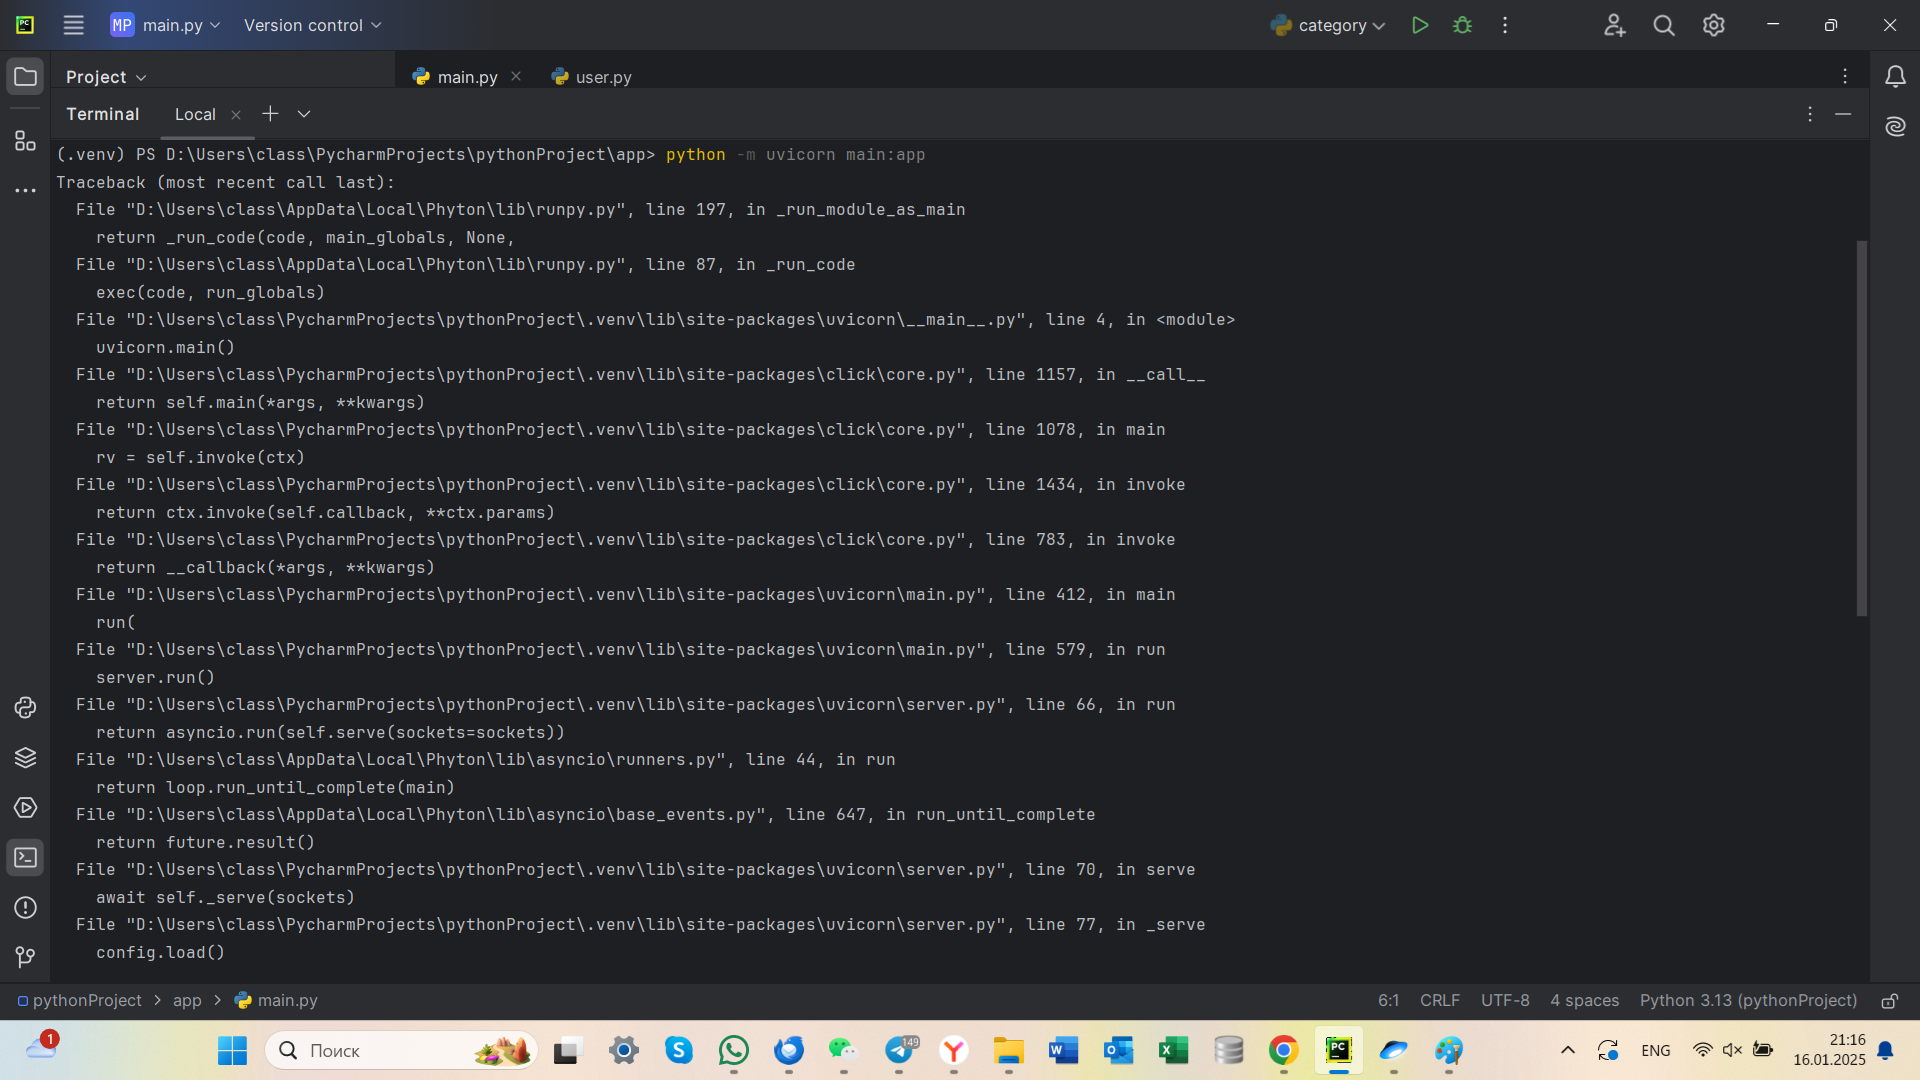 MP main.py Version control category
Project main.py user.py
Terminal Local
(.venv) PS D:\Users\class\PycharmProjects\pythonProject\app> python -m uvicorn main:app
Traceback (most recent call last):
File "D:\Users\class\AppData\Local\Phyton\lib\runpy.py", line 197, in _run_module_as_main
return _run_code(code, main_globals, None,
File "D:\Users\class\AppData\Local\Phyton\lib\runpy.py", line 87, in _run_code
exec(code, run_globals)
File "D:\Users\class\PycharmProjects\pythonProject\.venv\lib\site-packages\uvicorn\__main__.py", line 4, in <module>
uvicorn.main()
File "D:\Users\class\PycharmProjects\pythonProject\.venv\lib\site-packages\click\core.py", line 1157, in __call__
return self.main(*args, **kwargs)
File "D:\Users\class\PycharmProjects\pythonProject\.venv\lib\site-packages\click\core.py", line 1078, in main
rv = self.invoke(ctx)
File "D:\Users\class\PycharmProjects\pythonProject\.venv\lib\site-packages\click\core.py", line 1434, in invoke
return ctx.invoke(self.callback, **ctx.params)
File "D:\Users\class\PycharmProjects\pythonProject\.venv\lib\site-packages\click\core.py", line 783, in invoke
return __callback(*args, **kwargs)
File "D:\Users\class\PycharmProjects\pythonProject\.venv\lib\site-packages\uvicorn\main.py", line 412, in main
run(
File "D:\Users\class\PycharmProjects\pythonProject\.venv\lib\site-packages\uvicorn\main.py", line 579, in run
server.run()
File "D:\Users\class\PycharmProjects\pythonProject\.venv\lib\site-packages\uvicorn\server.py", line 66, in run
return asyncio.run(self.serve(sockets=sockets))
File "D:\Users\class\AppData\Local\Phyton\lib\asyncio\runners.py", line 44, in run
return loop.run_until_complete(main)
File "D:\Users\class\AppData\Local\Phyton\lib\asyncio\base_events.py", line 647, in run_until_complete
return future.result()
File "D:\Users\class\PycharmProjects\pythonProject\.venv\lib\site-packages\uvicorn\server.py", line 70, in serve
await self._serve(sockets)
File "D:\Users\class\PycharmProjects\pythonProject\.venv\lib\site-packages\uvicorn\server.py", line 77, in _serve
config.load()
pythonProject > app > main.py 6:1 CRLF UTF-8 4 spaces Python 3.13 (pythonProject)
1 Поиск 149 ENG 21:16
16.01.2025